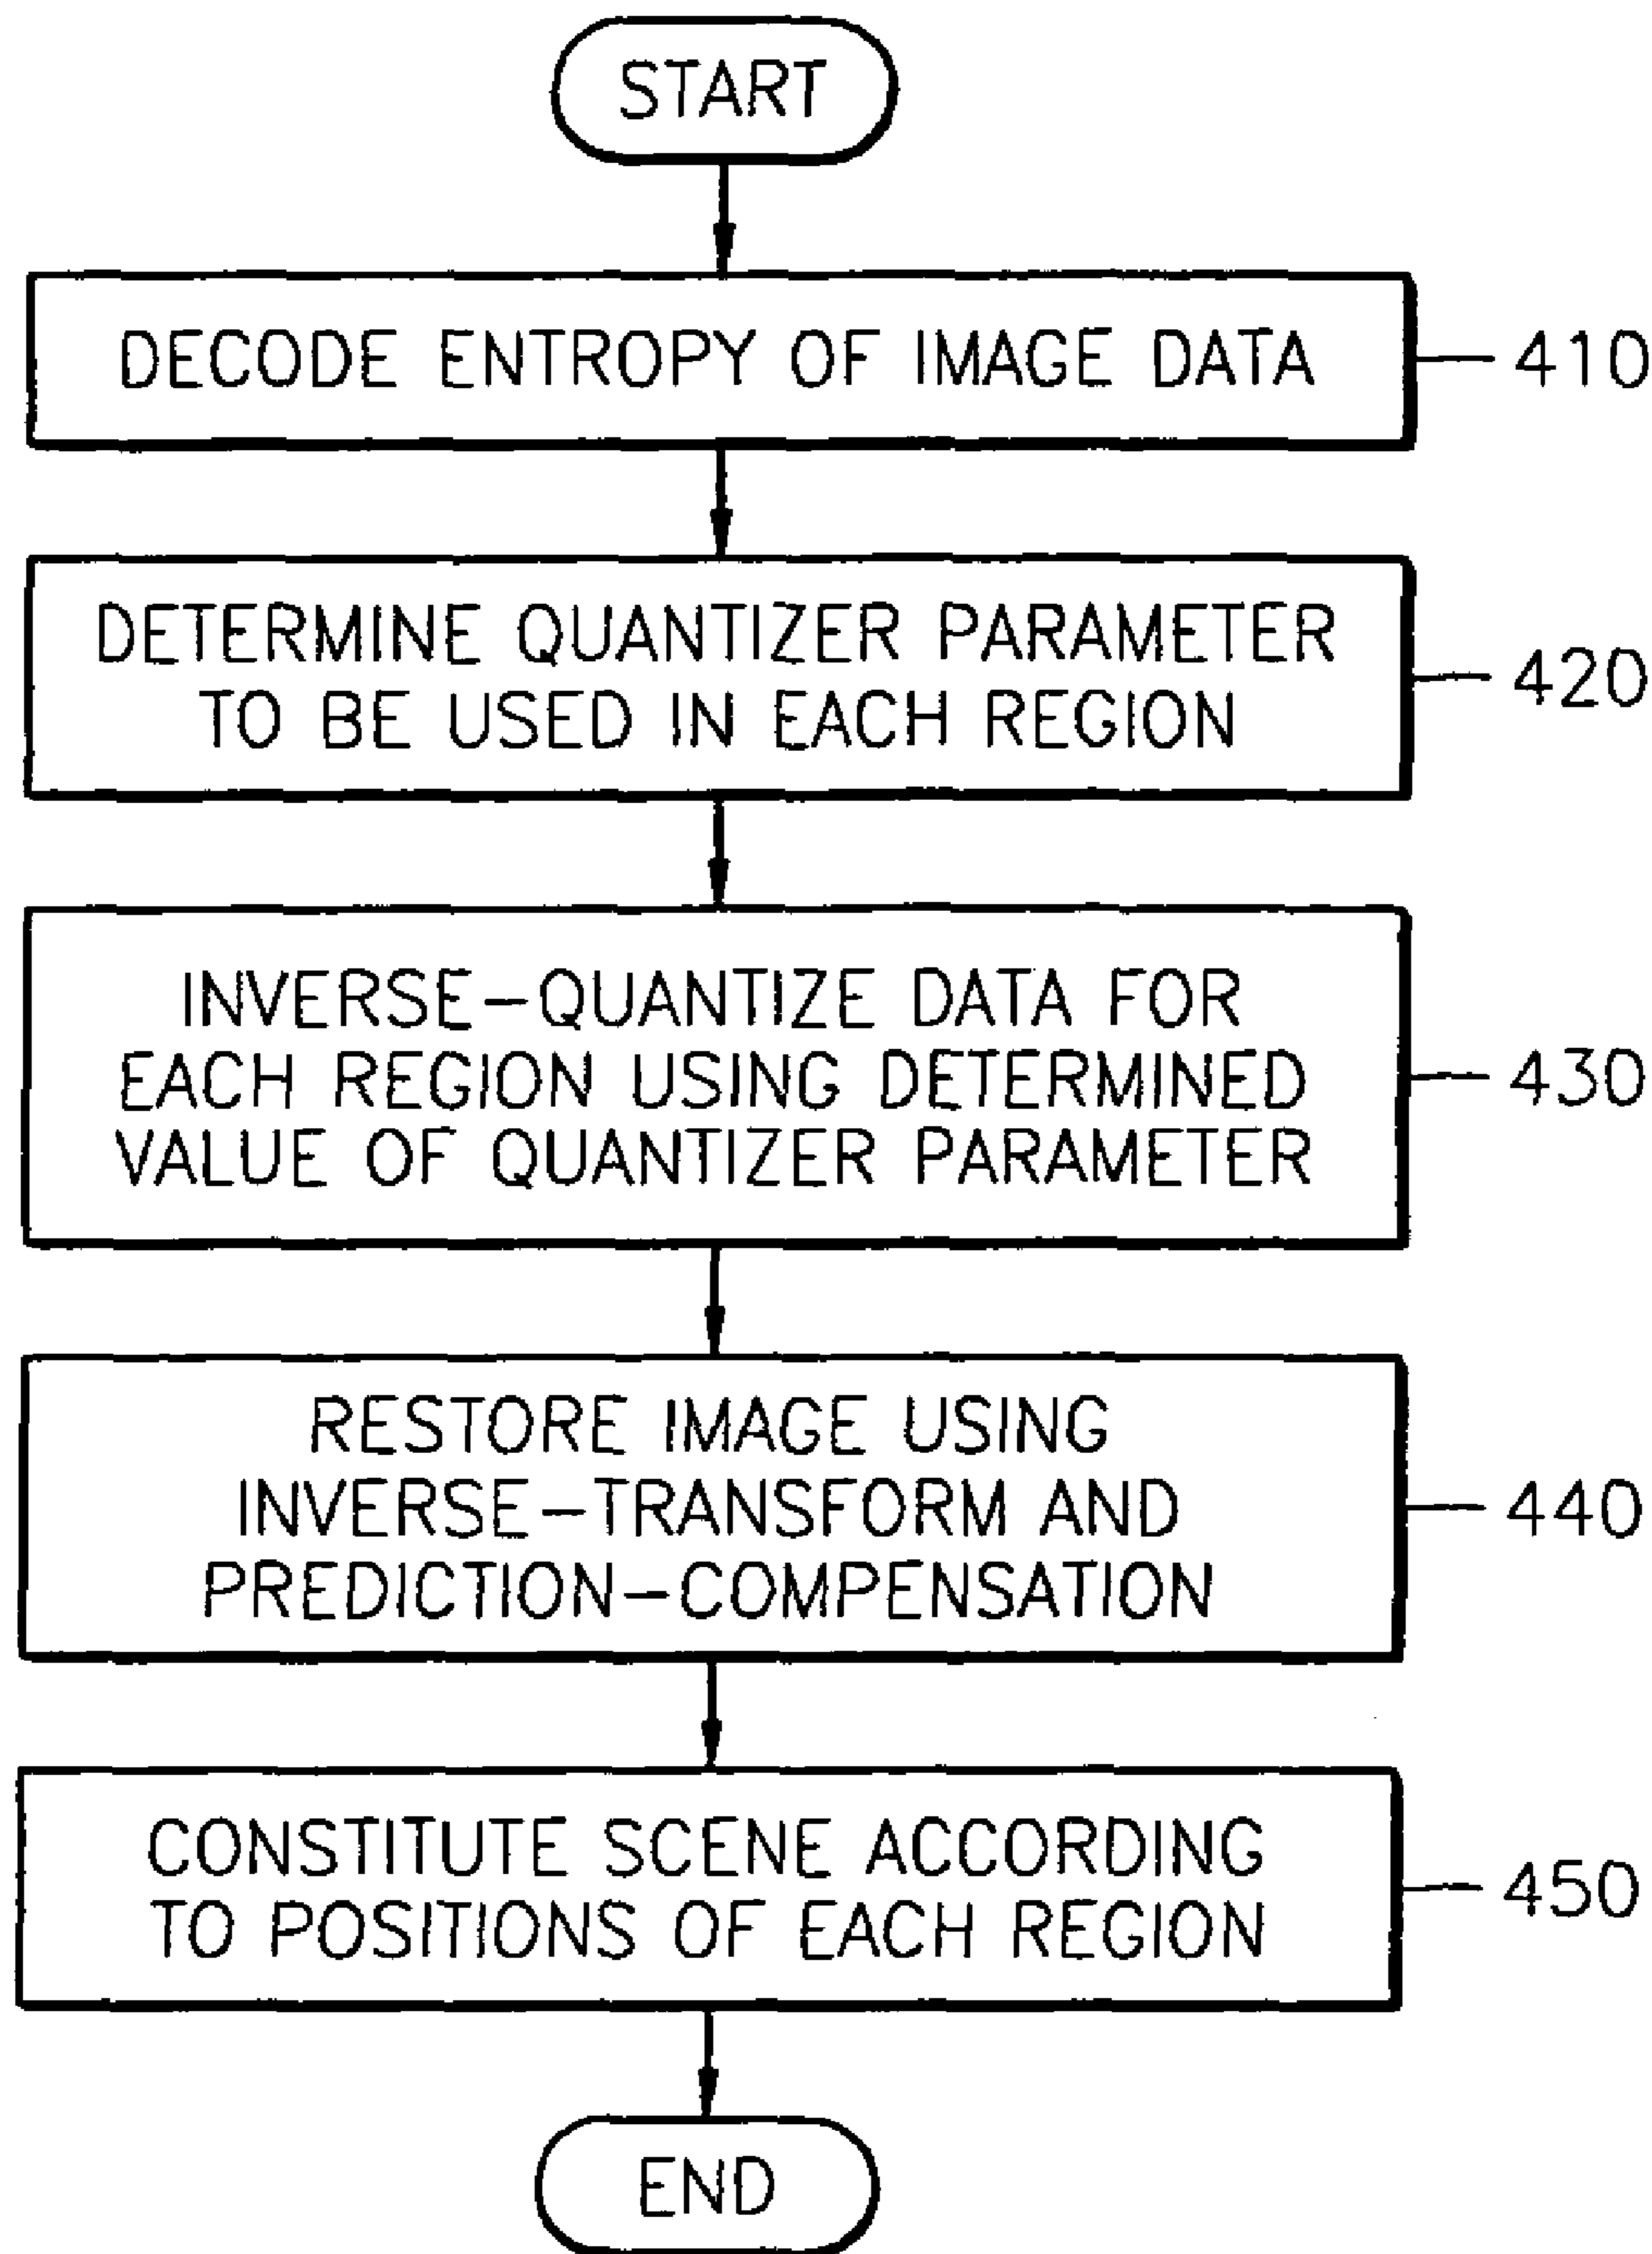 START
DECODE ENTROPY OF IMAGE DATA
410
DETERMINE QUANTIZER PARAMETER
TO BE USED IN EACH REGION
420
INVERSE-QUANTIZE DATA FOR
EACH REGION USING DETERMINED
VALUE OF QUANTIZER PARAMETER
430
RESTORE IMAGE USING
INVERSE-TRANSFORM AND
PREDICTION-COMPENSATION
440
CONSTITUTE SCENE ACCORDING
TO POSITIONS OF EACH REGION
450
END